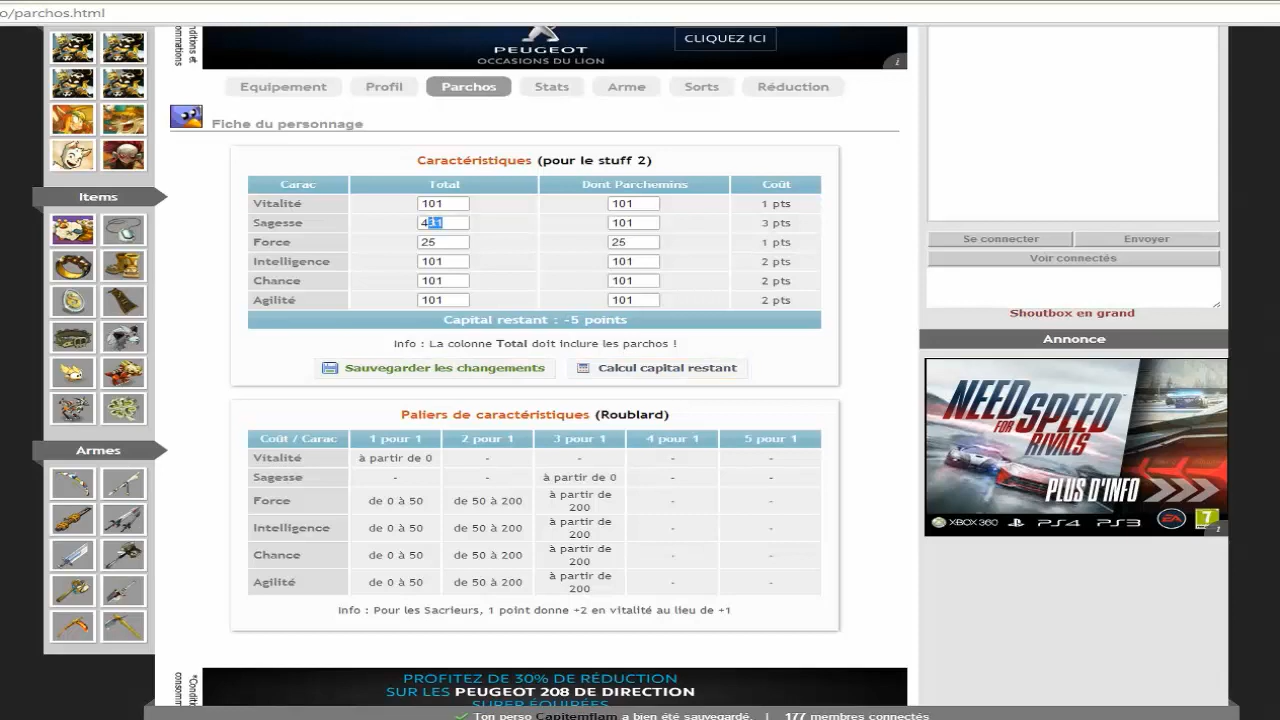 o/parchos.html
PEUGEOT
OCCASIONS DU LION
CLIQUEZ ICI
Equipement Profil Parchos Stats Arme Sorts Réduction
Fiche du personnage
Caractéristiques (pour le stuff 2)
Carac Total Dont Parchemins Coût
Vitalité 101 101 1 pts
Sagesse 431 101 3 pts
Force 25 25 1 pts
Intelligence 101 101 2 pts
Chance 101 101 2 pts
Agilité 101 101 2 pts
Capital restant : -5 points
Info : La colonne Total doit inclure les parchos !
Sauvegarder les changements Calcul capital restant
Paliers de caractéristiques (Roublard)
Coût / Carac 1 pour 1 2 pour 1 3 pour 1 4 pour 1 5 pour 1
Vitalité à partir de 0 - - - -
Sagesse - - à partir de 0 - -
Force de 0 à 50 de 50 à 200 à partir de 200 - -
Intelligence de 0 à 50 de 50 à 200 à partir de 200 - -
Chance de 0 à 50 de 50 à 200 à partir de 200 - -
Agilité de 0 à 50 de 50 à 200 à partir de 200 - -
Info : Pour les Sacrieurs, 1 point donne +2 en vitalité au lieu de +1
PROFITEZ DE 30% DE RÉDUCTION
SUR LES PEUGEOT 208 DE DIRECTION
SUPER ÉQUIPÉES
Ton perso Capitemflam a bien été sauvegardé. | 177 membres connectés
Items
Armes
Se connecter Envoyer
Voir connectés
Shoutbox en grand
Annonce
NEED FOR SPEED
RIVALS
PLUS D'INFO
XBOX 360 PS4 PS3 EA 7